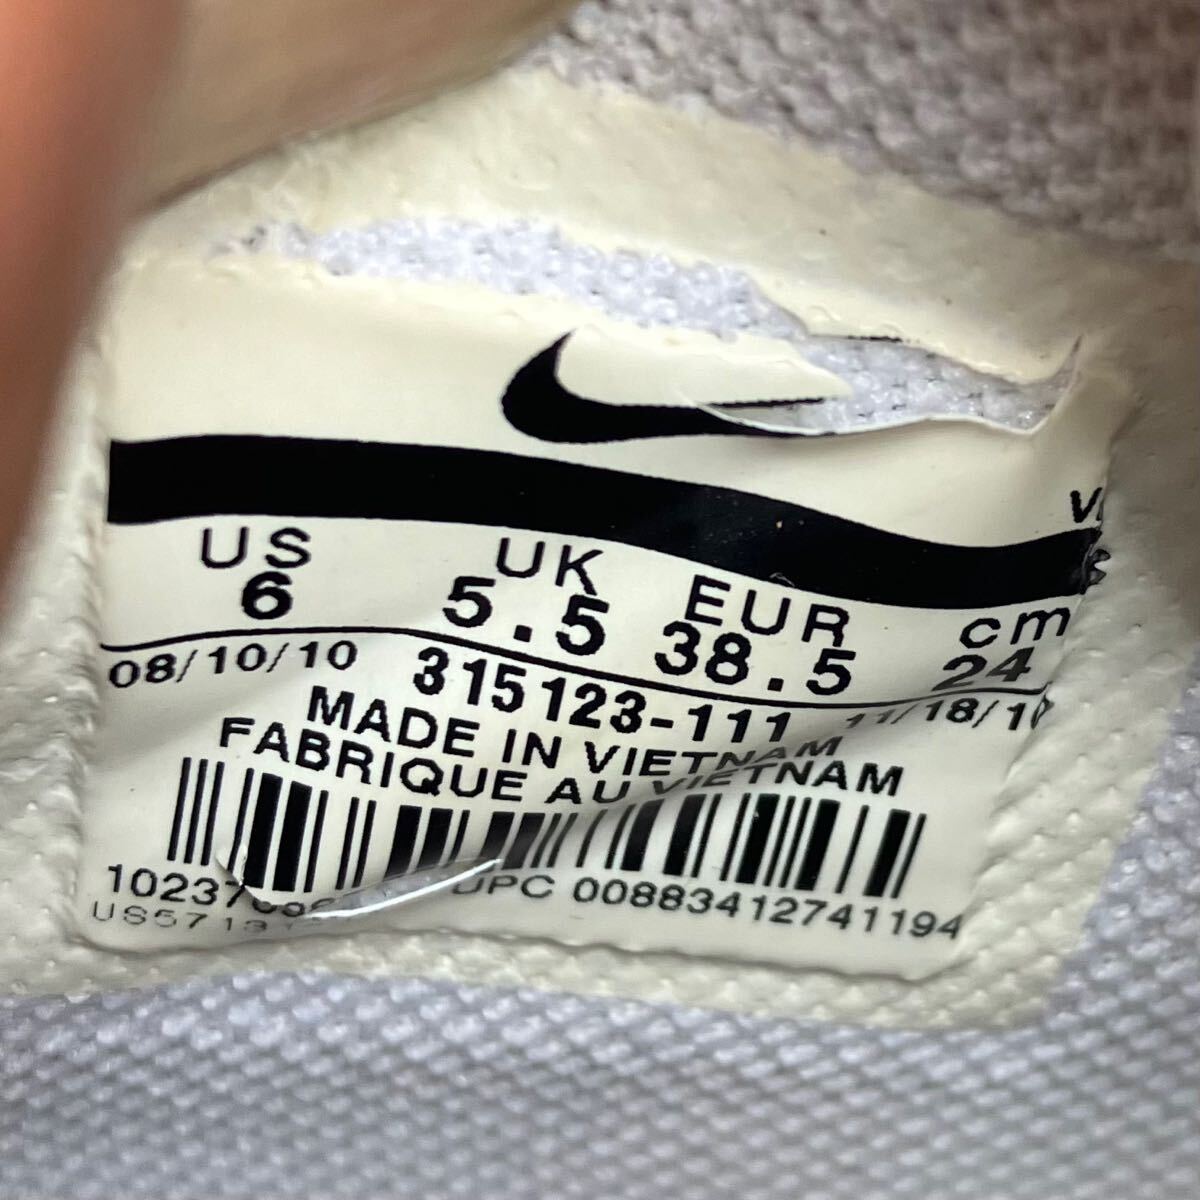 US UK EUR cm
6 5.5 38.5 24
08/10/10 315123-111
MADE IN VIETNAM
FABRIQUE AU VIETNAM
UPC 00883412741194